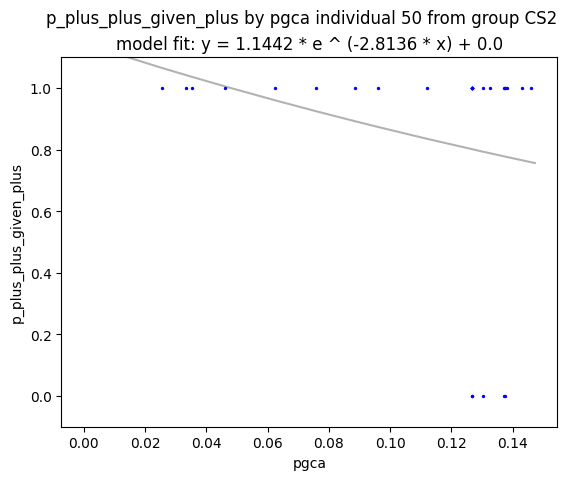 p_plus_plus_given_plus by pgca individual 50 from group CS2
model fit: y = 1.1442 * e ^ (-2.8136 * x) + 0.0
p_plus_plus_given_plus
1.0
0.8
0.6
0.4
0.2
0.0
0.00 0.02 0.04 0.06 0.08 0.10 0.12 0.14
pgca